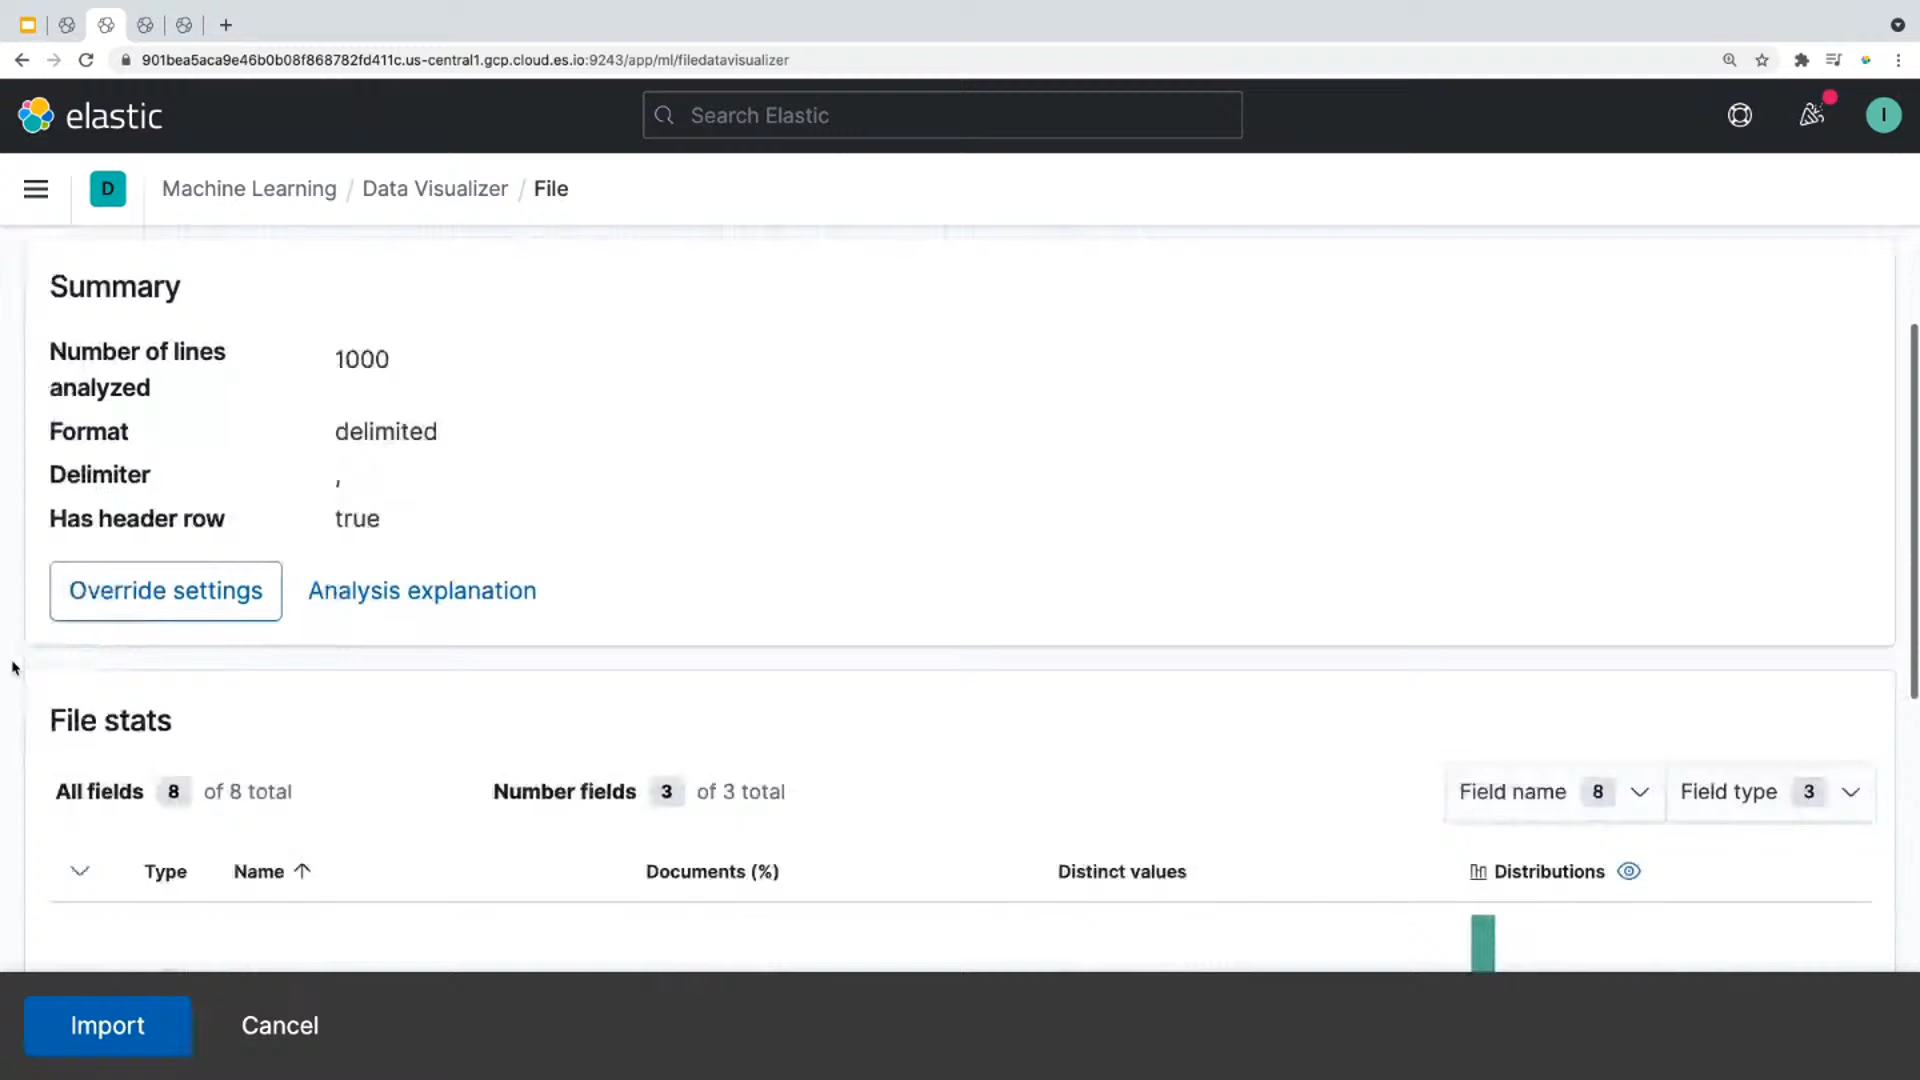 901bea5aca9e46b0b08f868782fd411c.us-central1.gcp.cloud.es.io:9243/app/ml/filedatavisualizer
elastic
Search Elastic
I
D
Machine Learning / Data Visualizer / File
Summary
Number of lines analyzed 1000
Format delimited
Delimiter ,
Has header row true
Override settings Analysis explanation
File stats
All fields 8 of 8 total Number fields 3 of 3 total Field name 8 Field type 3
Type Name Documents (%) Distinct values Distributions
Import Cancel